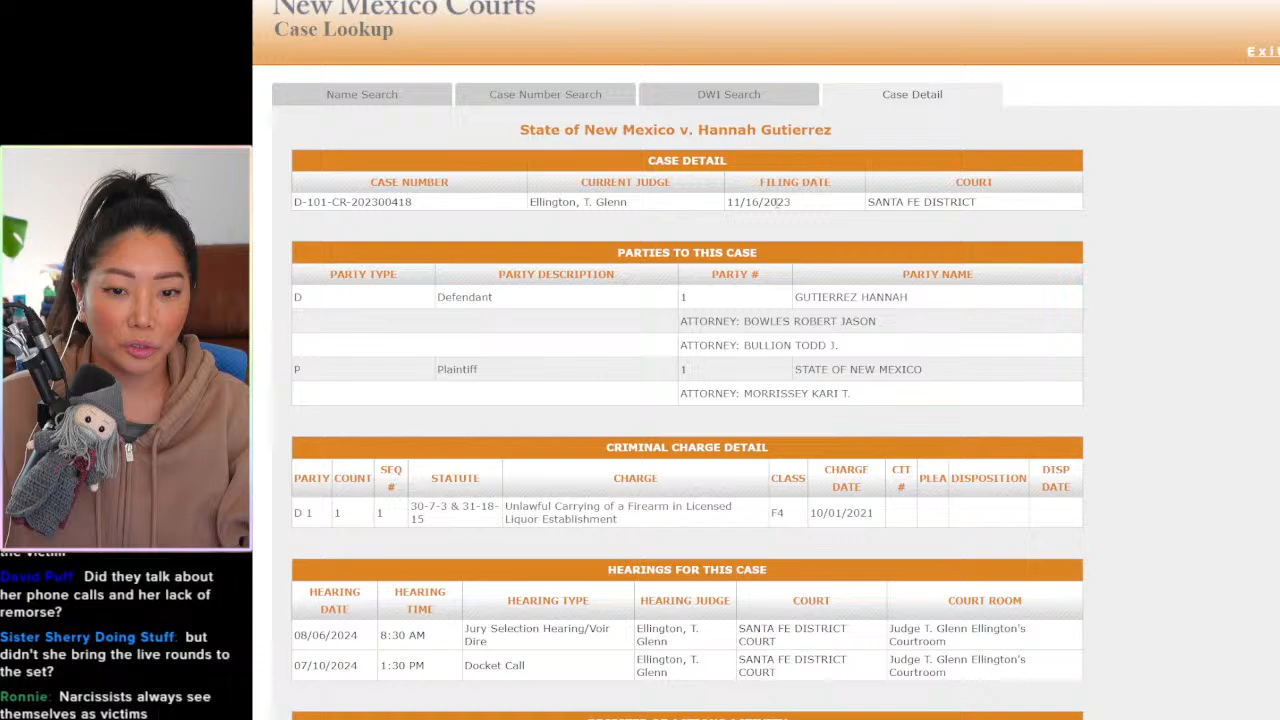 New Mexico Courts
Case Lookup
Exit
Name Search
Case Number Search
DWI Search
Case Detail
State of New Mexico v. Hannah Gutierrez
CASE DETAIL
CASE NUMBER CURRENT JUDGE FILING DATE COURT
D-101-CR-202300418 Ellington, T. Glenn 11/16/2023 SANTA FE DISTRICT
PARTIES TO THIS CASE
PARTY TYPE PARTY DESCRIPTION PARTY # PARTY NAME
D Defendant 1 GUTIERREZ HANNAH
ATTORNEY: BOWLES ROBERT JASON
ATTORNEY: BULLION TODD J.
P Plaintiff 1 STATE OF NEW MEXICO
ATTORNEY: MORRISSEY KARI T.
CRIMINAL CHARGE DETAIL
PARTY COUNT SEQ # STATUTE CHARGE CLASS CHARGE DATE CIT # PLEA DISPOSITION DISP DATE
D 1 1 1 30-7-3 & 31-18-15 Unlawful Carrying of a Firearm in Licensed Liquor Establishment F4 10/01/2021
HEARINGS FOR THIS CASE
HEARING DATE HEARING TIME HEARING TYPE HEARING JUDGE COURT COURT ROOM
08/06/2024 8:30 AM Jury Selection Hearing/Voir Dire Ellington, T. Glenn SANTA FE DISTRICT COURT Judge T. Glenn Ellington's Courtroom
07/10/2024 1:30 PM Docket Call Ellington, T. Glenn SANTA FE DISTRICT COURT Judge T. Glenn Ellington's Courtroom
the victim
David Puff: Did they talk about
her phone calls and her lack of
remorse?
Sister Sherry Doing Stuff: but
didn't she bring the live rounds to
the set?
Ronnie: Narcissists always see
themselves as victims